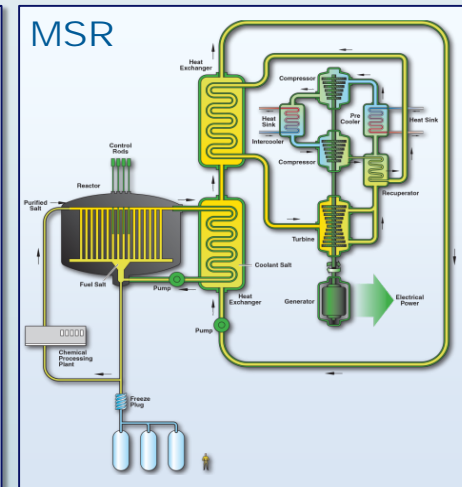 MSR
Heat
Exchanger
Compressor
Heat
Sink
Pre
Cooler
Heat Sink
Intercooler
Compressor
Recuperator
Control
Rods
Reactor
Purified
Salt
Turbine
Coolant Salt
Fuel Salt
Pump
Heat
Exchanger
Generator
Electrical
Power
Pump
Chemical
Processing
Plant
Freeze
Plug